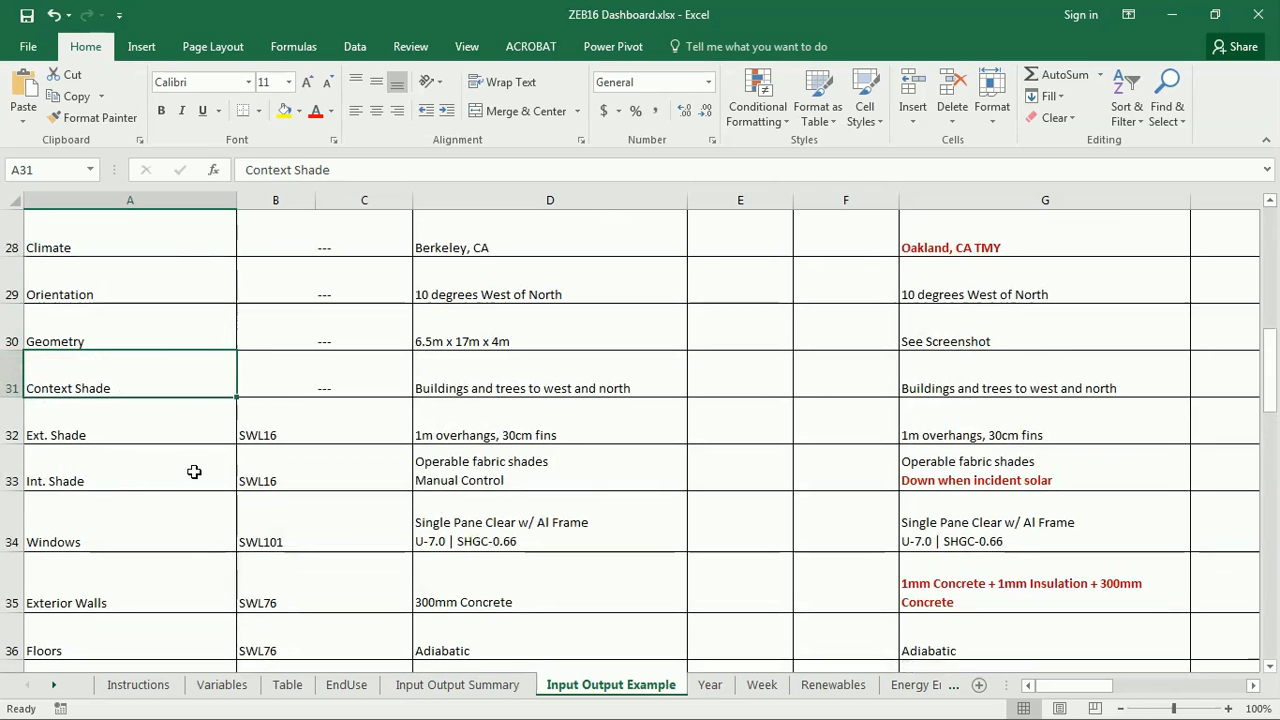 ZEB16 Dashboard.xlsx - Excel
Sign in
File
Home
Insert
Page Layout
Formulas
Data
Review
View
ACROBAT
Power Pivot
Tell me what you want to do
Share
Paste
Cut
Copy
Format Painter
Clipboard
Calibri
11
B I U
Font
Wrap Text
Merge & Center
Alignment
General
$ % ,
Number
Conditional Formatting
Format as Table
Cell Styles
Styles
Insert
Delete
Format
Cells
AutoSum
Fill
Clear
Sort & Filter
Find & Select
Editing
A31
fx
Context Shade
A B C D E F G
28 Climate --- Berkeley, CA Oakland, CA TMY
29 Orientation --- 10 degrees West of North 10 degrees West of North
30 Geometry --- 6.5m x 17m x 4m See Screenshot
31 Context Shade --- Buildings and trees to west and north Buildings and trees to west and north
32 Ext. Shade SWL16 1m overhangs, 30cm fins 1m overhangs, 30cm fins
Operable fabric shades Operable fabric shades
33 Int. Shade SWL16 Manual Control Down when incident solar
Single Pane Clear w/ Al Frame Single Pane Clear w/ Al Frame
34 Windows SWL101 U-7.0 | SHGC-0.66 U-7.0 | SHGC-0.66
1mm Concrete + 1mm Insulation + 300mm
35 Exterior Walls SWL76 300mm Concrete Concrete
36 Floors SWL76 Adiabatic Adiabatic
Instructions
Variables
Table
EndUse
Input Output Summary
Input Output Example
Year
Week
Renewables
Energy Er ...
Ready
100%